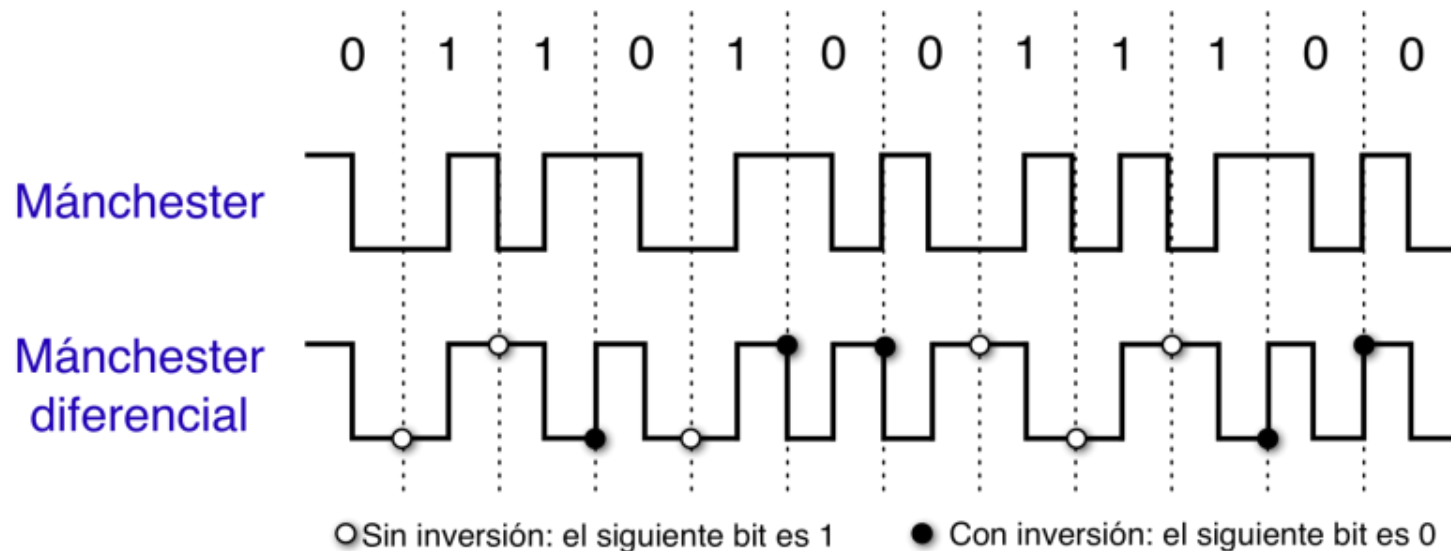 0 1 1 0 1 0 0 1 1 1 0 0
Mánchester
Mánchester
diferencial
Sin inversión: el siguiente bit es 1
Con inversión: el siguiente bit es 0